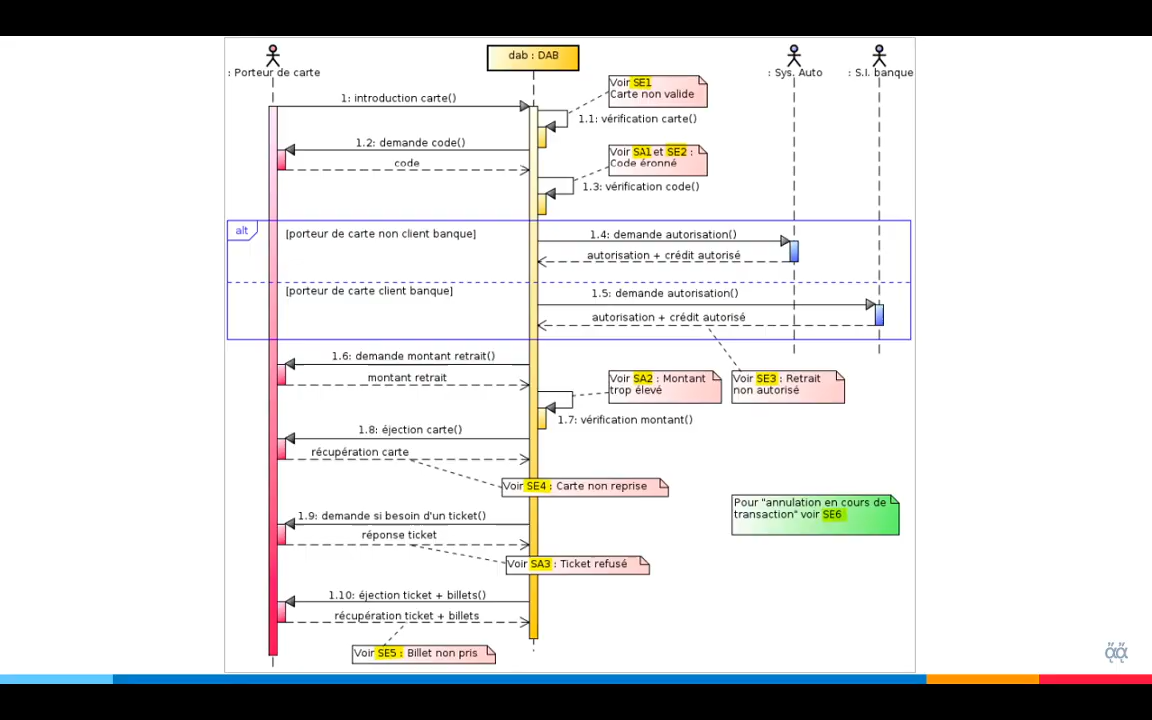 : Porteur de carte
dab : DAB
: Sys. Auto
: S.I. banque
Voir SE1
Carte non valide
1: introduction carte()
1.1: vérification carte()
1.2: demande code()
Voir SA1 et SE2 :
Code éronné
code
1.3: vérification code()
alt
[porteur de carte non client banque]
1.4: demande autorisation()
autorisation + crédit autorisé
[porteur de carte client banque]
1.5: demande autorisation()
autorisation + crédit autorisé
1.6: demande montant retrait()
montant retrait
Voir SA2 : Montant
trop élevé
Voir SE3 : Retrait
non autorisé
1.7: vérification montant()
1.8: éjection carte()
récupération carte
Voir SE4 : Carte non reprise
Pour "annulation en cours de
transaction" voir SE6
1.9: demande si besoin d'un ticket()
réponse ticket
Voir SA3 : Ticket refusé
1.10: éjection ticket + billets()
récupération ticket + billets
Voir SE5 : Billet non pris